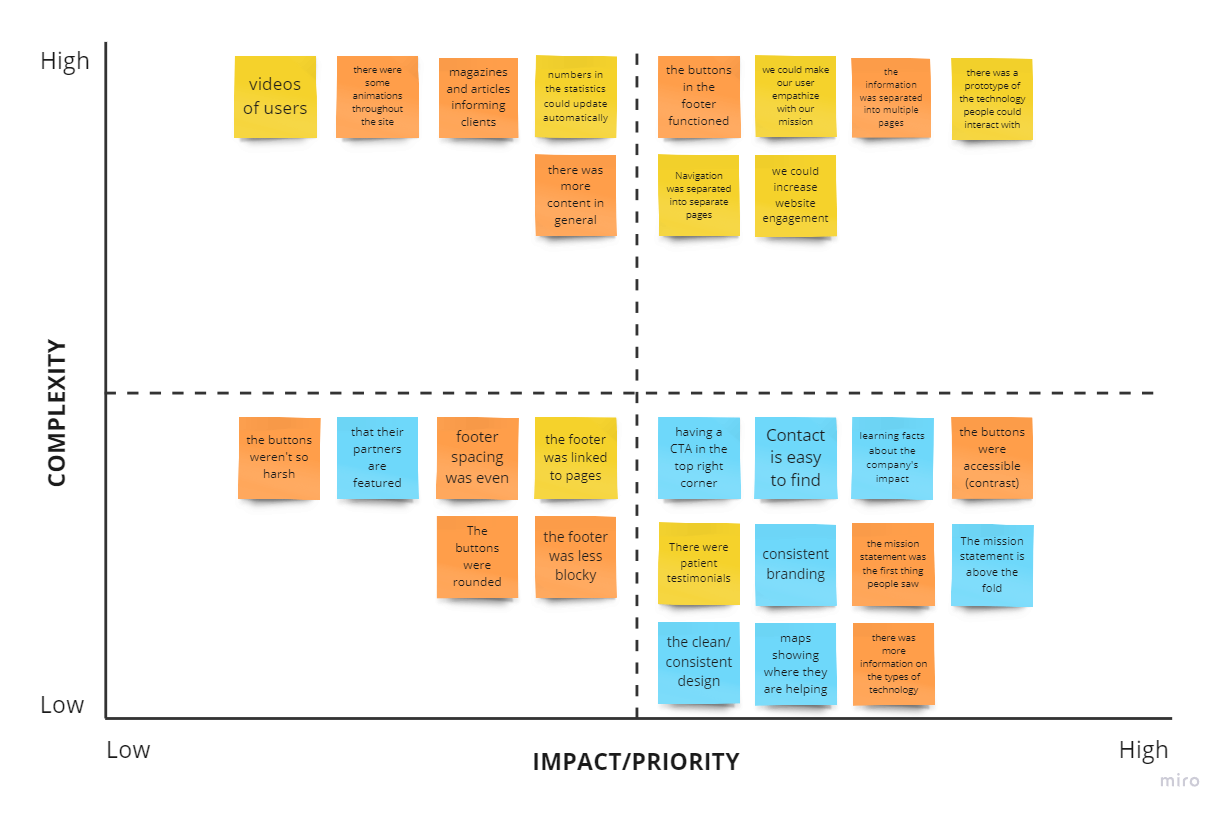 High
videos
of users
there were
some
animations
throughout
the site
magazines
and articles
informing
clients
numbers in
the statistics
could update
automatically
the buttons
in the
footer
functioned
we could make
our user
empathize
with our
mission
the
information
was separated
into multiple
pages
there was a
prototype of
the technology
people could
interact with
there was
more
content in
general
Navigation
was separated
into separate
pages
we could
increase
website
engagement
COMPLEXITY
the buttons
weren't so
harsh
that their
partners
are
featured
footer
spacing
was even
the footer
was linked
to pages
having a
CTA in the
top right
corner
Contact
is easy
to find
learning facts
about the
company's
impact
the buttons
were
accessible
(contrast)
The
buttons
were
rounded
the footer
was less
blocky
There were
patient
testimonials
consistent
branding
the mission
statement was
the first thing
people saw
The mission
statement is
above the
fold
the clean/
consistent
design
maps
showing
where they
are helping
there was
more
information on
the types of
technology
Low
Low
IMPACT/PRIORITY
High
miro